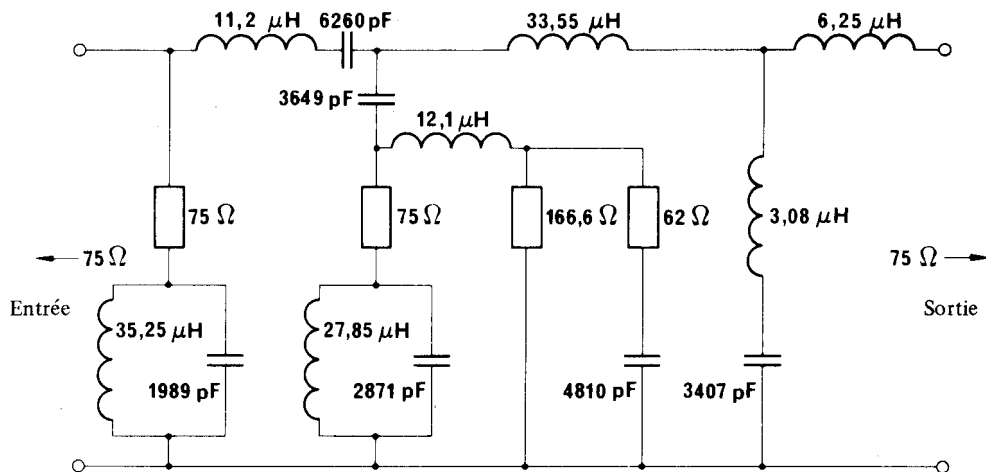 11,2 μH
6260 pF
33,55 μH
6,25 μH
3649 pF
12,1 μH
75 Ω
75 Ω
166,6 Ω
62 Ω
3,08 μH
75 Ω
75 Ω
Entrée
Sortie
35,25 μH
27,85 μH
1989 pF
2871 pF
4810 pF
3407 pF